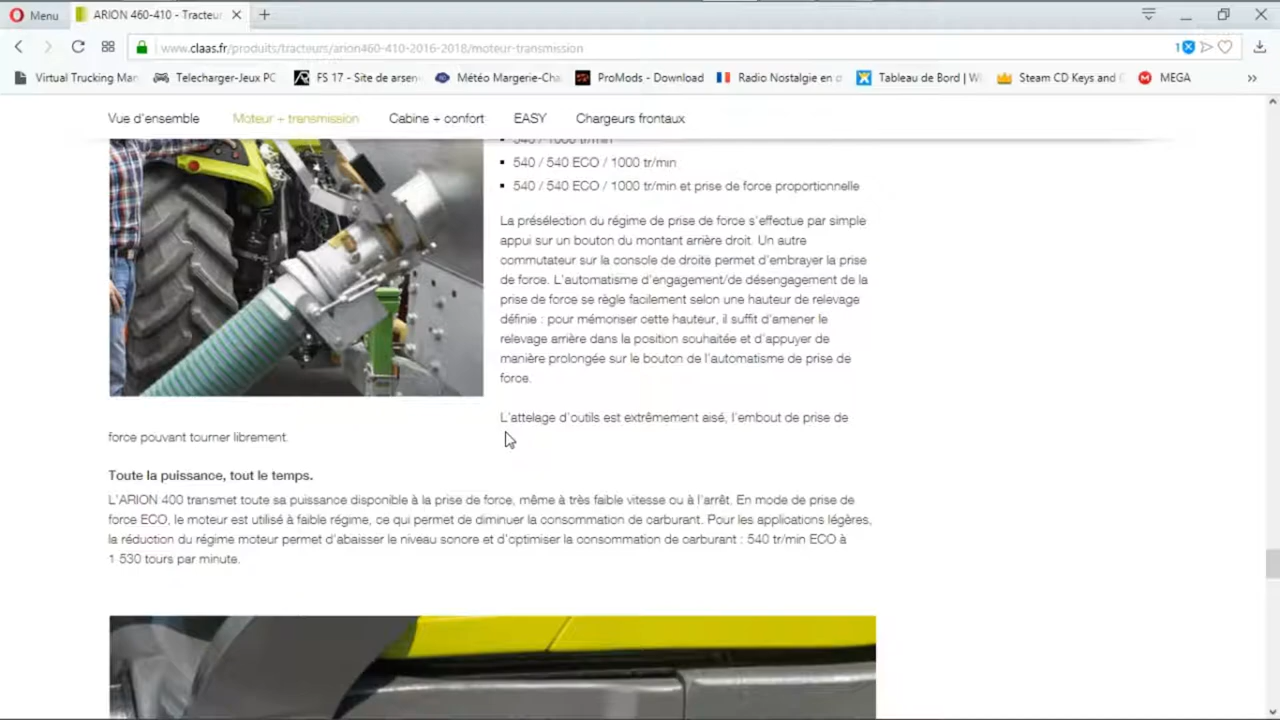 Menu
ARION 460-410 - Tracteur
www.claas.fr/produits/tracteurs/arion460-410-2016-2018/moteur-transmission
1
Virtual Trucking Man
Telecharger-Jeux PC
FS 17 - Site de arsen
Météo Margerie-Cha
ProMods - Download
Radio Nostalgie en d
Tableau de Bord | Wi
Steam CD Keys and G
MEGA
»
Vue d'ensemble
Moteur + transmission
Cabine + confort
EASY
Chargeurs frontaux
540 / 1000 tr/min
540 / 540 ECO / 1000 tr/min
540 / 540 ECO / 1000 tr/min et prise de force proportionnelle
La présélection du régime de prise de force s'effectue par simple
appui sur un bouton du montant arrière droit. Un autre
commutateur sur la console de droite permet d'embrayer la prise
de force. L'automatisme d'engagement/de désengagement de la
prise de force se règle facilement selon une hauteur de relevage
définie : pour mémoriser cette hauteur, il suffit d'amener le
relevage arrière dans la position souhaitée et d'appuyer de
manière prolongée sur le bouton de l'automatisme de prise de
force.
L'attelage d'outils est extrêmement aisé, l'embout de prise de
force pouvant tourner librement.
Toute la puissance, tout le temps.
L'ARION 400 transmet toute sa puissance disponible à la prise de force, même à très faible vitesse ou à l'arrêt. En mode de prise de
force ECO, le moteur est utilisé à faible régime, ce qui permet de diminuer la consommation de carburant. Pour les applications légères,
la réduction du régime moteur permet d'abaisser le niveau sonore et d'optimiser la consommation de carburant : 540 tr/min ECO à
1 530 tours par minute.